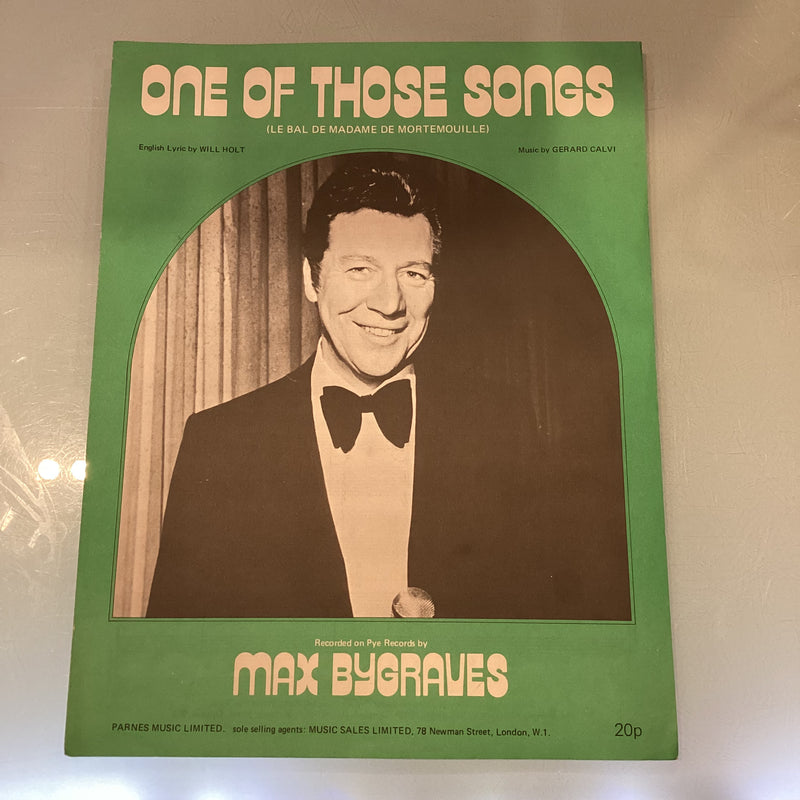 ONE OF THOSE SONGS
(LE BAL DE MADAME DE MORTEMOUILLE)
English Lyric by WILL HOLT
Music by GERARD CALVI
Recorded on Pye Records by
MAX BYGRAVES
PARNES MUSIC LIMITED. sole selling agents: MUSIC SALES LIMITED, 78 Newman Street, London, W.1.
20p